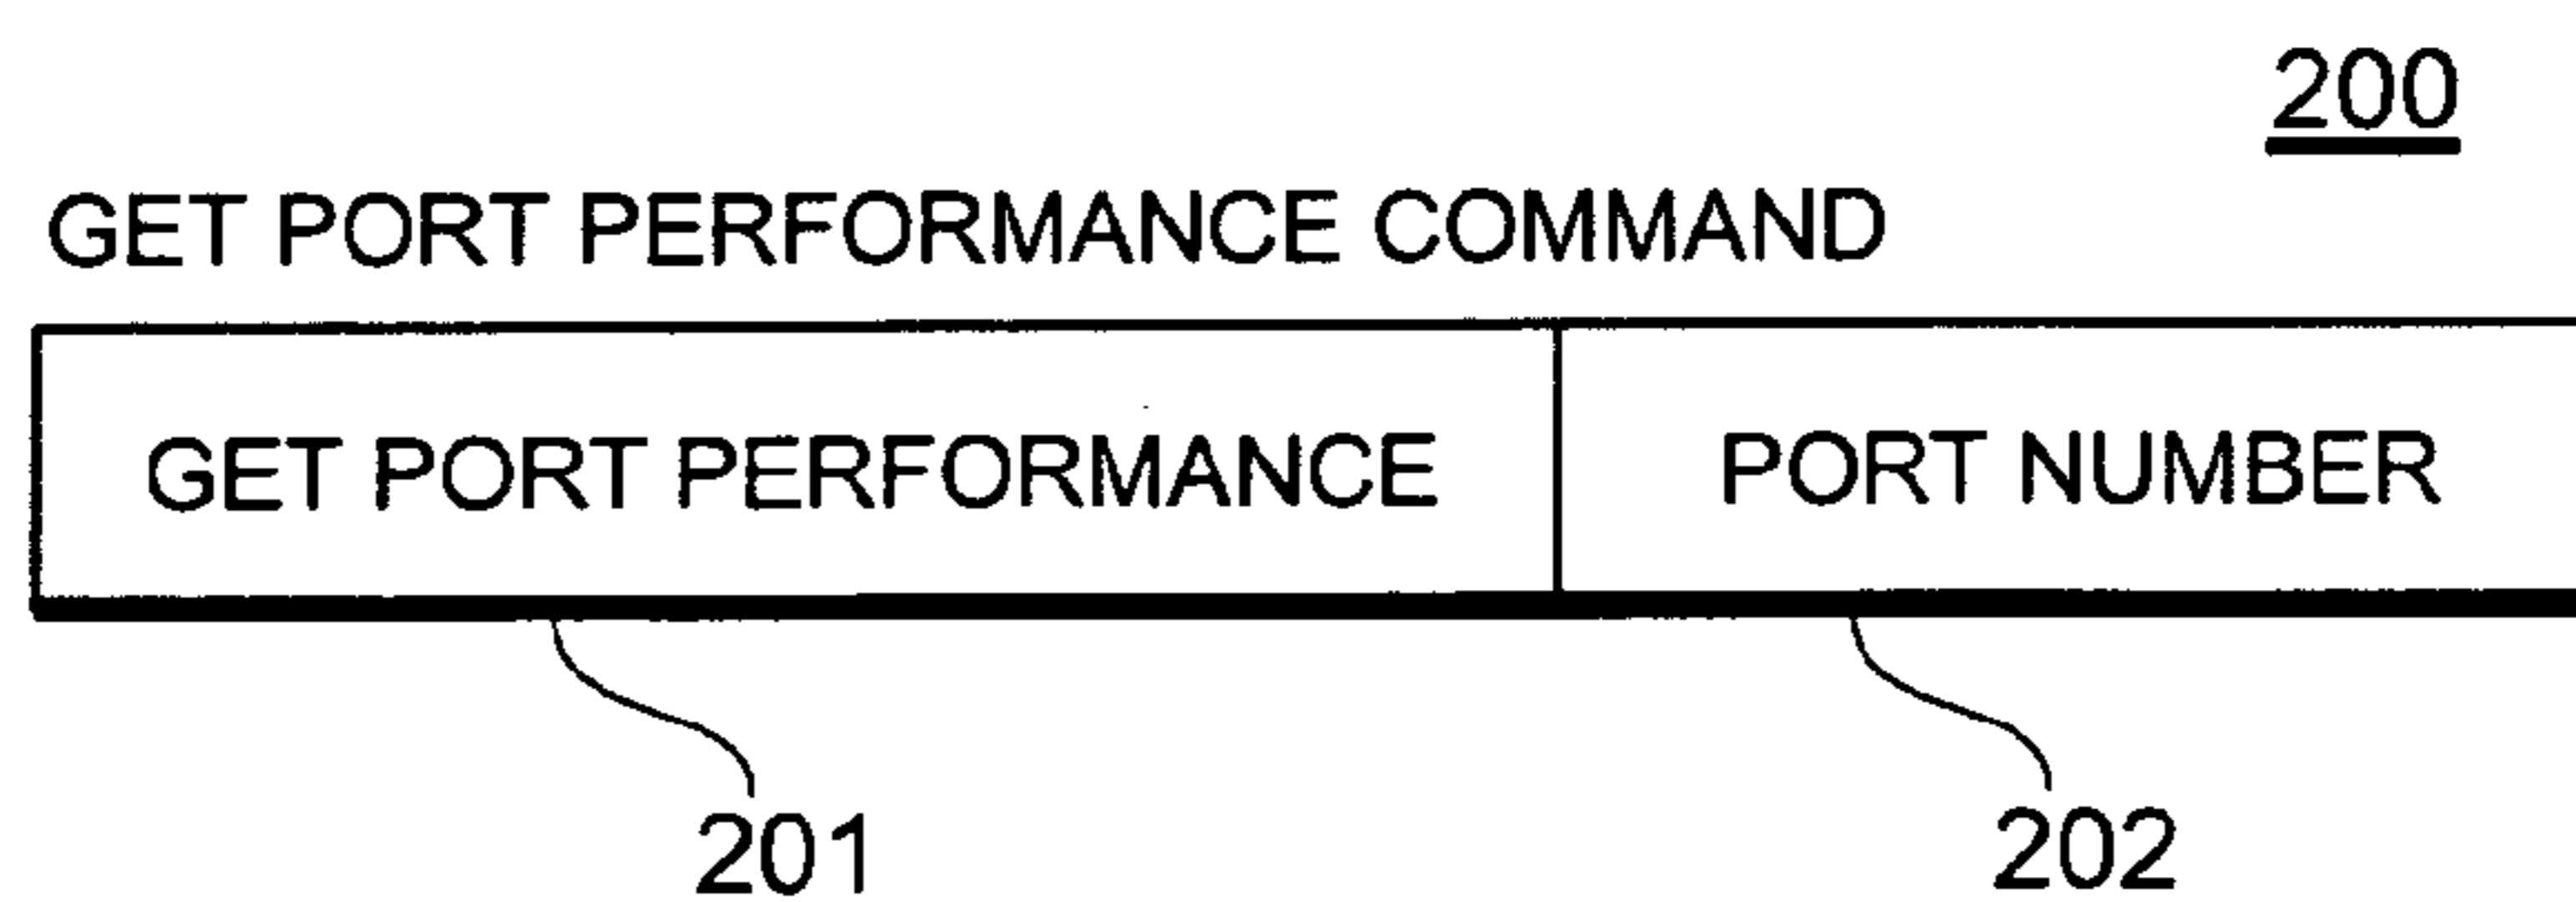 200
GET PORT PERFORMANCE COMMAND
GET PORT PERFORMANCE PORT NUMBER
201 202